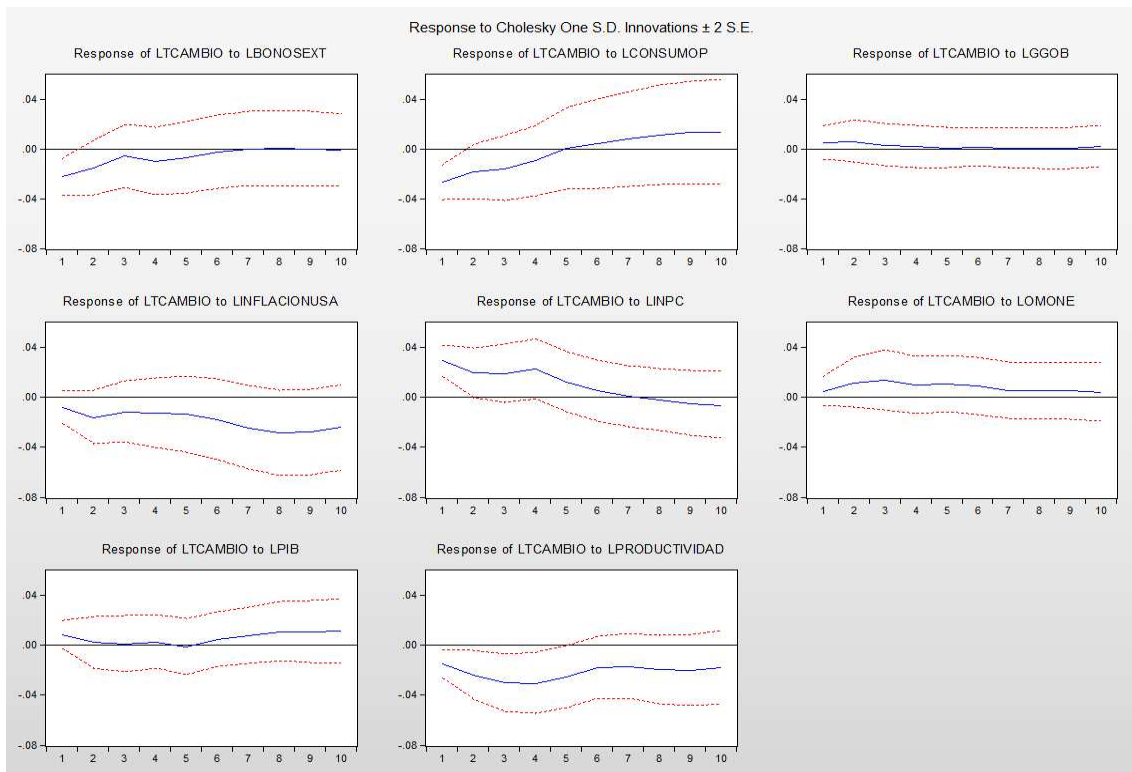 Response to Cholesky One S.D. Innovations ± 2 S.E.
Response of LTCAMBIO to LBONOSEXT
.04
.00
-.04
-.08
1 2 3 4 5 6 7 8 9 10
Response of LTCAMBIO to LCONSUMOP
.04
.00
-.04
-.08
1 2 3 4 5 6 7 8 9 10
Response of LTCAMBIO to LGGOB
.04
.00
-.04
-.08
1 2 3 4 5 6 7 8 9 10
Response of LTCAMBIO to LINFLACIONUSA
.04
.00
-.04
-.08
1 2 3 4 5 6 7 8 9 10
Response of LTCAMBIO to LINPC
.04
.00
-.04
-.08
1 2 3 4 5 6 7 8 9 10
Response of LTCAMBIO to LOMONE
.04
.00
-.04
-.08
1 2 3 4 5 6 7 8 9 10
Response of LTCAMBIO to LPIB
.04
.00
-.04
-.08
1 2 3 4 5 6 7 8 9 10
Response of LTCAMBIO to LPRODUCTIVIDAD
.04
.00
-.04
-.08
1 2 3 4 5 6 7 8 9 10